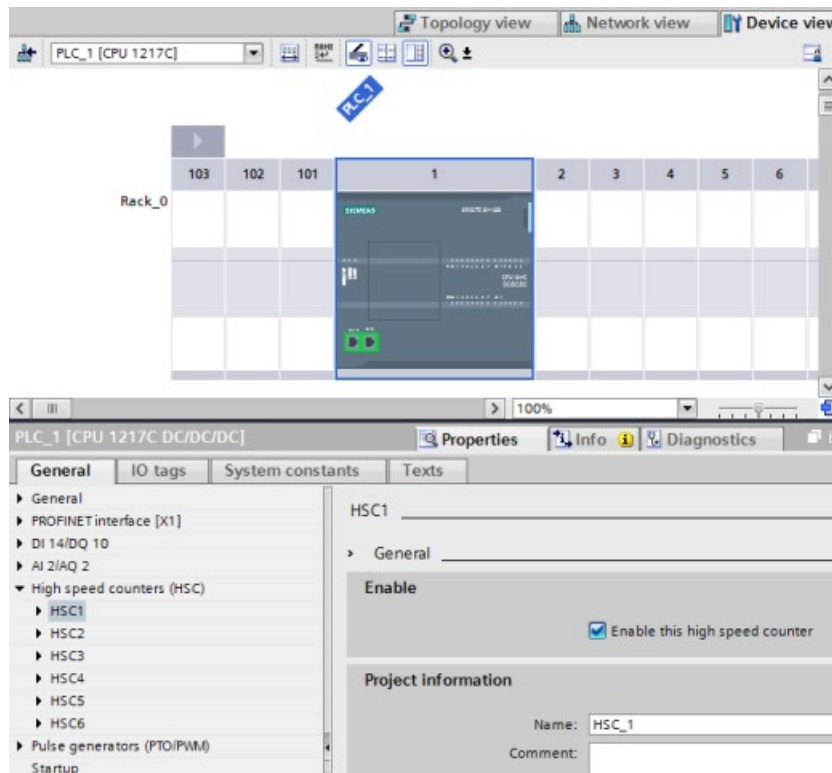 Topology view Network view Device view
PLC_1 [CPU 1217C]
PLC_1
103 102 101 1 2 3 4 5 6
Rack_0
SIEMENS
100%
PLC_1 [CPU 1217C DC/DC/DC] Properties Info Diagnostics
General IO tags System constants Texts
General
PROFINET interface [X1]
DI 14/DQ 10
AI 2/AQ 2
High speed counters (HSC)
HSC1
HSC2
HSC3
HSC4
HSC5
HSC6
Pulse generators (PTO/PWM)
Startup
HSC1
General
Enable
Enable this high speed counter
Project information
Name: HSC_1
Comment: